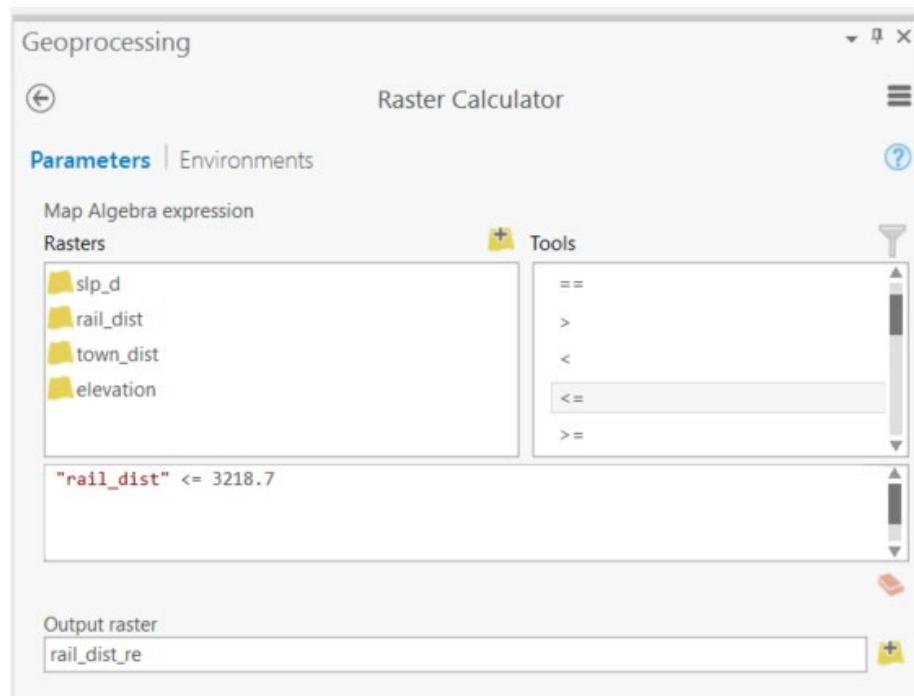 Geoprocessing
Raster Calculator
Parameters | Environments
Map Algebra expression
Rasters
Tools
slp_d
rail_dist
town_dist
elevation
==
>
<
<=
>=
"rail_dist" <= 3218.7
Output raster
rail_dist_re